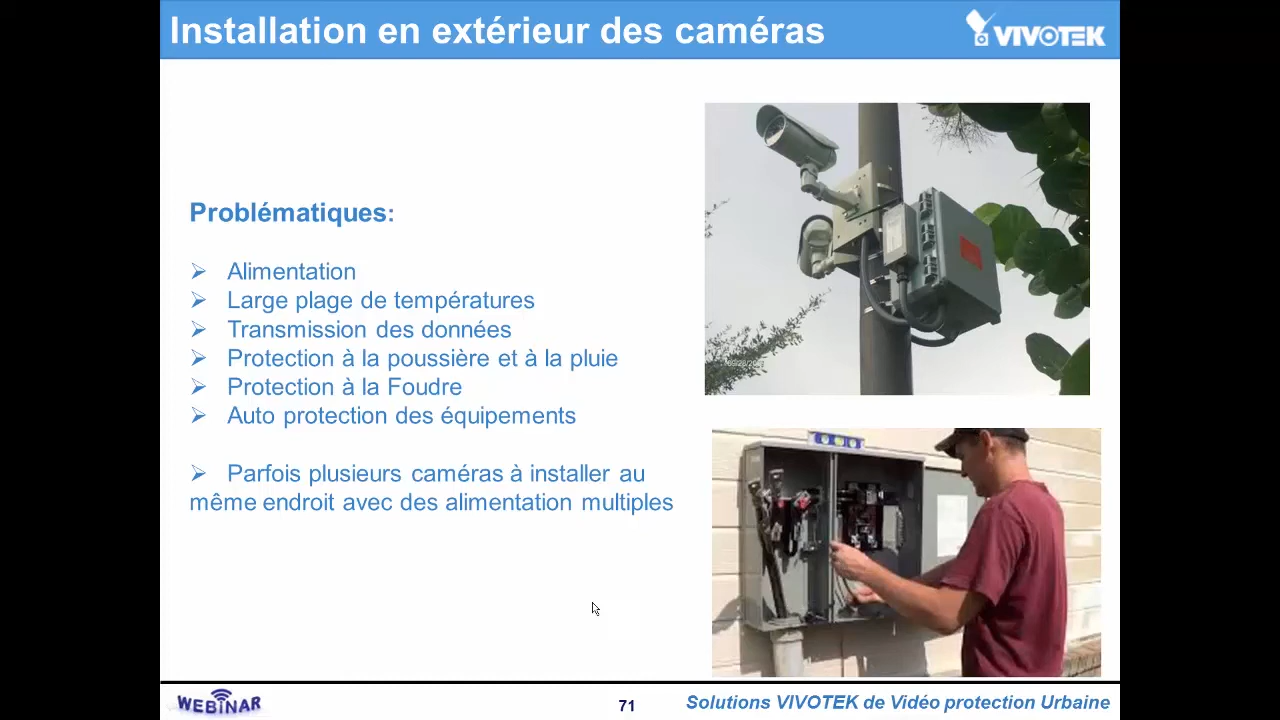 Installation en extérieur des caméras
VIVOTEK
Problématiques:
➢ Alimentation
➢ Large plage de températures
➢ Transmission des données
➢ Protection à la poussière et à la pluie
➢ Protection à la Foudre
➢ Auto protection des équipements
➢ Parfois plusieurs caméras à installer au
même endroit avec des alimentation multiples
WEBINAR
71
Solutions VIVOTEK de Vidéo protection Urbaine